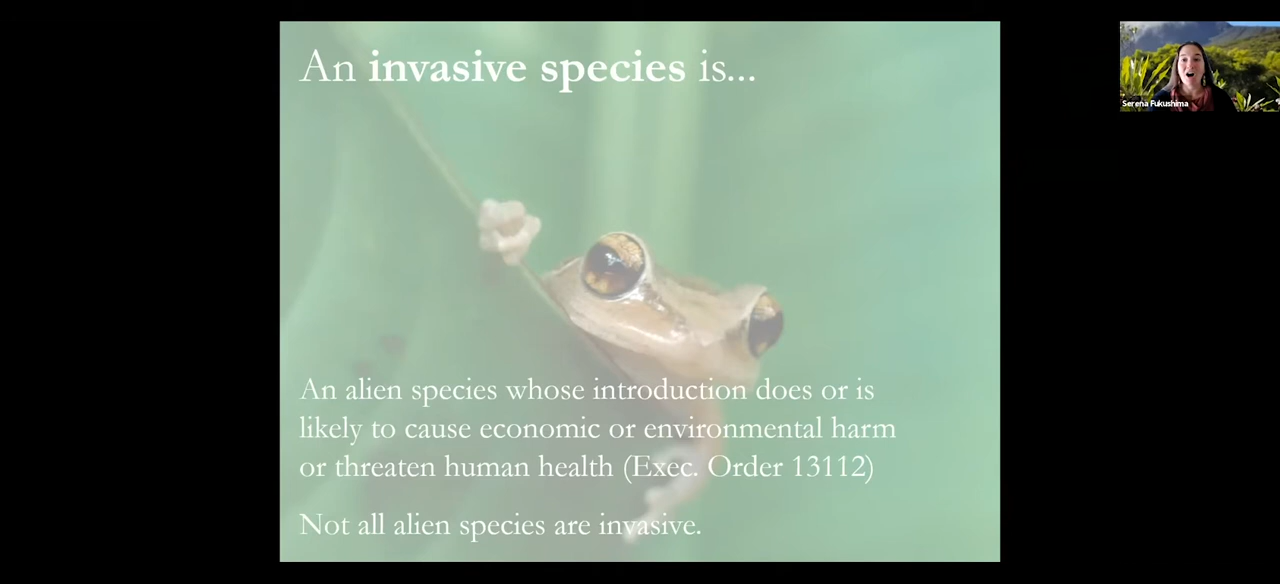 An invasive species is...
Serena Fukushima
An alien species whose introduction does or is
likely to cause economic or environmental harm
or threaten human health (Exec. Order 13112)
Not all alien species are invasive.